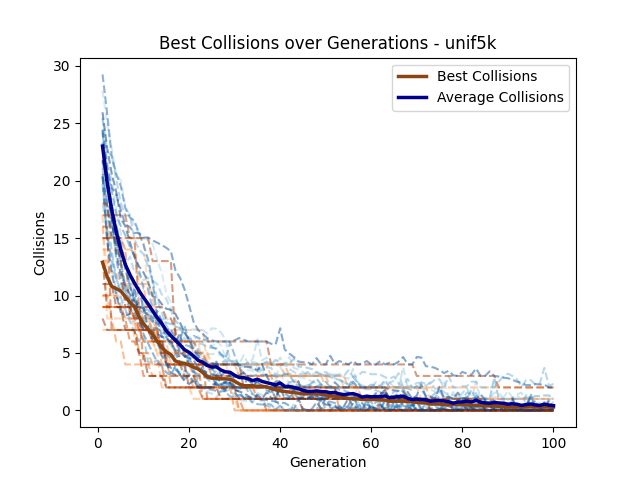 Best Collisions over Generations - unif5k
Best Collisions
Average Collisions
30
25
20
15
10
5
0
Collisions
0 20 40 60 80 100
Generation